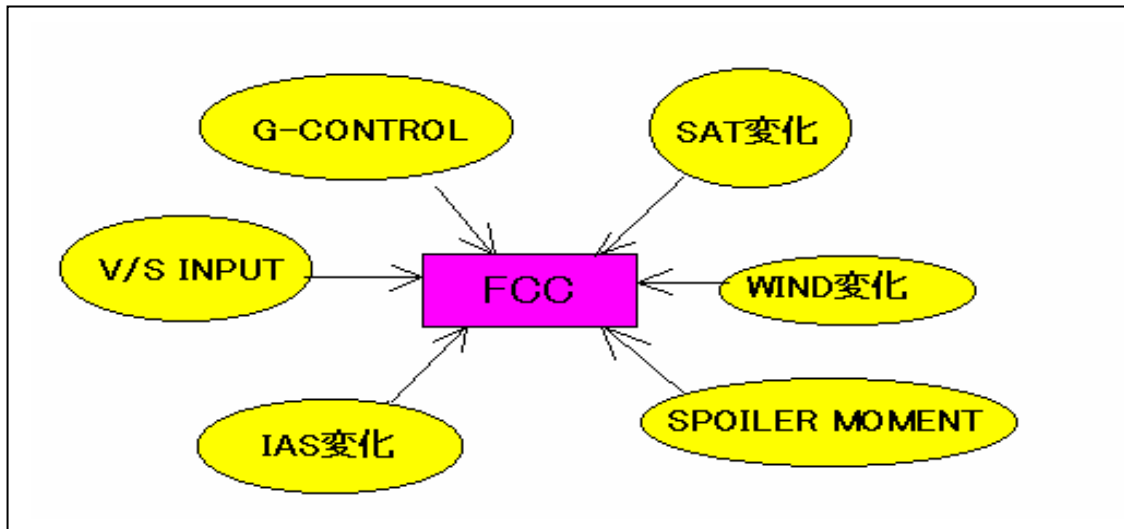 G-CONTROL
SAT変化
V/S INPUT
FCC
WIND変化
IAS変化
SPOILER MOMENT